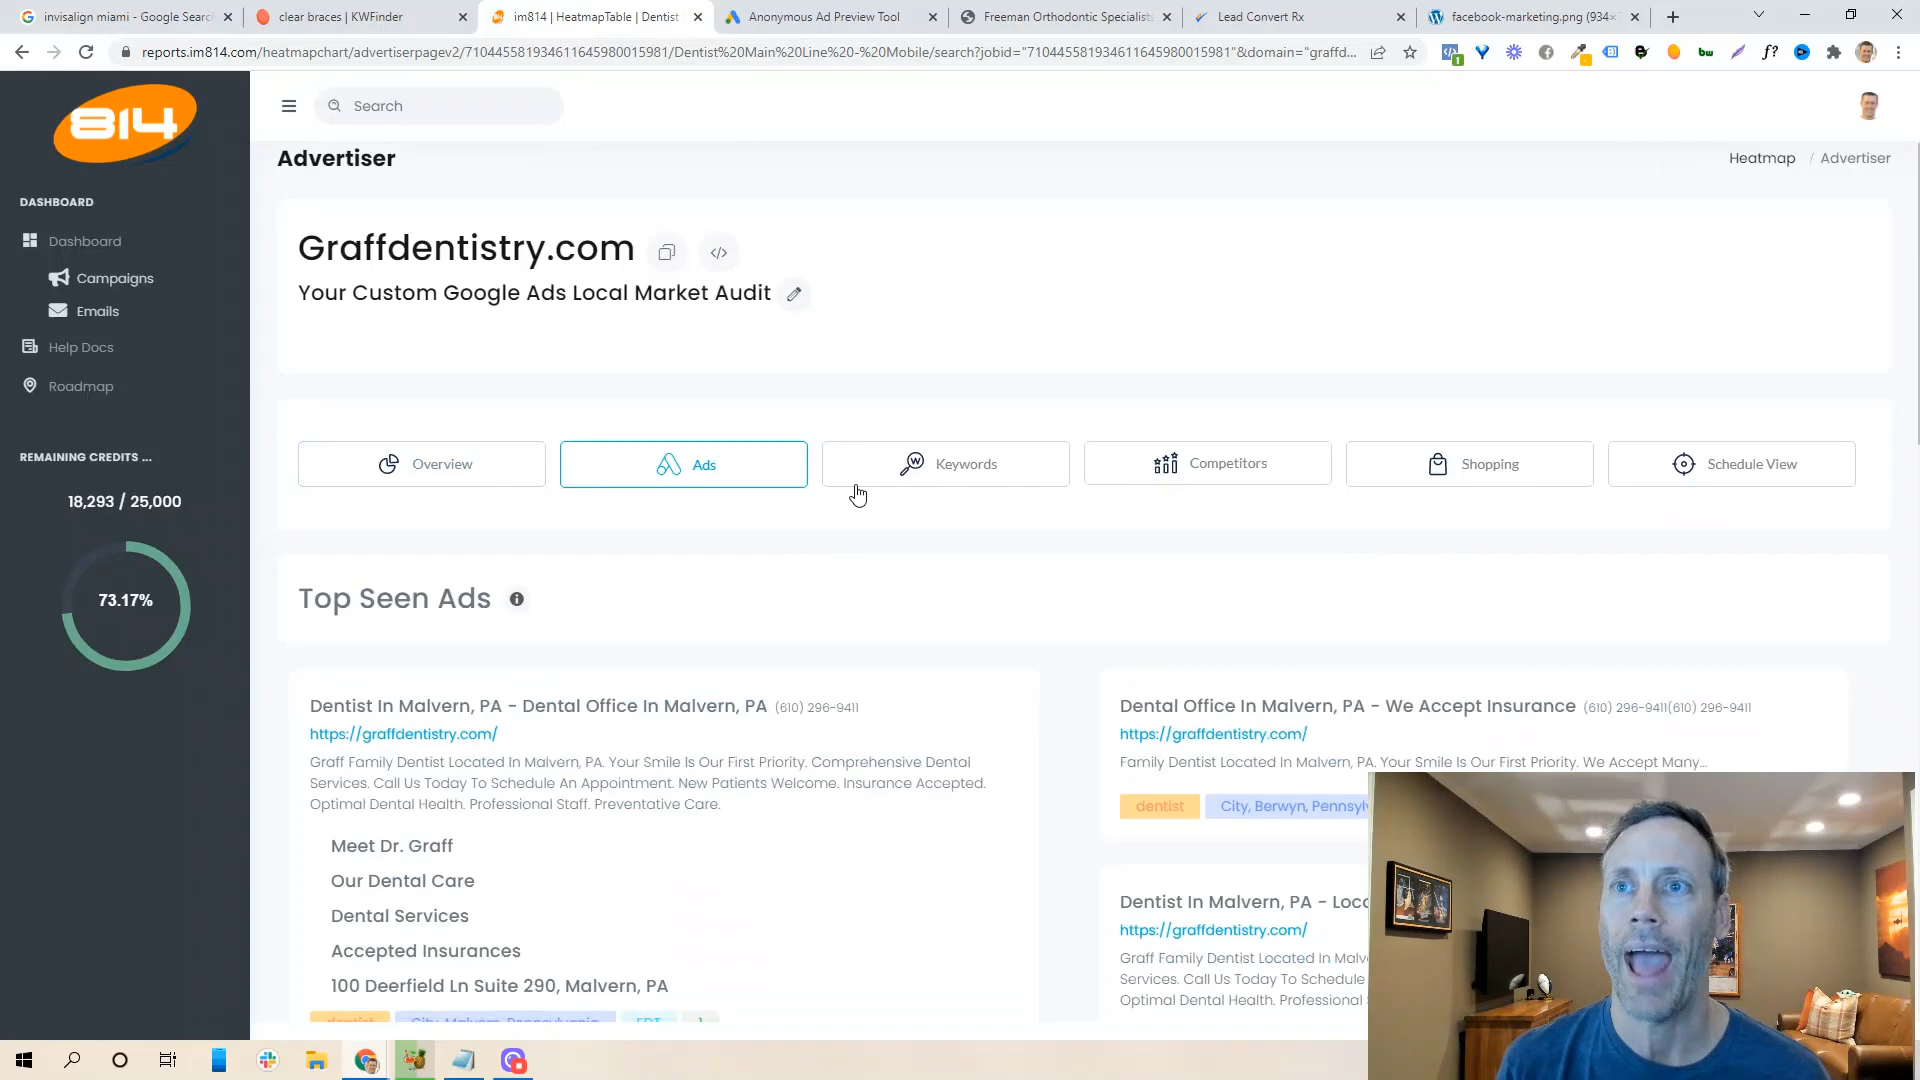 invisalign miami - Google Searc
clear braces | KWFinder
im814 | HeatmapTable | Dentist
Anonymous Ad Preview Tool
Freeman Orthodontic Specialist
Lead Convert Rx
facebook-marketing.png (934×
reports.im814.com/heatmapchart/advertiserpagev2/710445581934611645980015981/Dentist%20Main%20Line%20-%20Mobile/search?jobid="710445581934611645980015981"&domain="graffd...
814
Search
Advertiser
Heatmap / Advertiser
DASHBOARD
Dashboard
Campaigns
Emails
Help Docs
Roadmap
REMAINING CREDITS ...
18,293 / 25,000
73.17%
Graffdentistry.com
Your Custom Google Ads Local Market Audit
Overview
Ads
Keywords
Competitors
Shopping
Schedule View
Top Seen Ads
Dentist In Malvern, PA - Dental Office In Malvern, PA (610) 296-9411
https://graffdentistry.com/
Graff Family Dentist Located In Malvern, PA. Your Smile Is Our First Priority. Comprehensive Dental
Services. Call Us Today To Schedule An Appointment. New Patients Welcome. Insurance Accepted.
Optimal Dental Health. Professional Staff. Preventative Care.
Meet Dr. Graff
Our Dental Care
Dental Services
Accepted Insurances
100 Deerfield Ln Suite 290, Malvern, PA
Dental Office In Malvern, PA - We Accept Insurance (610) 296-9411(610) 296-9411
https://graffdentistry.com/
Family Dentist Located In Malvern, PA. Your Smile Is Our First Priority. We Accept Many...
dentist
City, Berwyn, Pennsylv
Dentist In Malvern, PA - Loca
https://graffdentistry.com/
Graff Family Dentist Located In Malv
Services. Call Us Today To Schedule
Optimal Dental Health. Professional